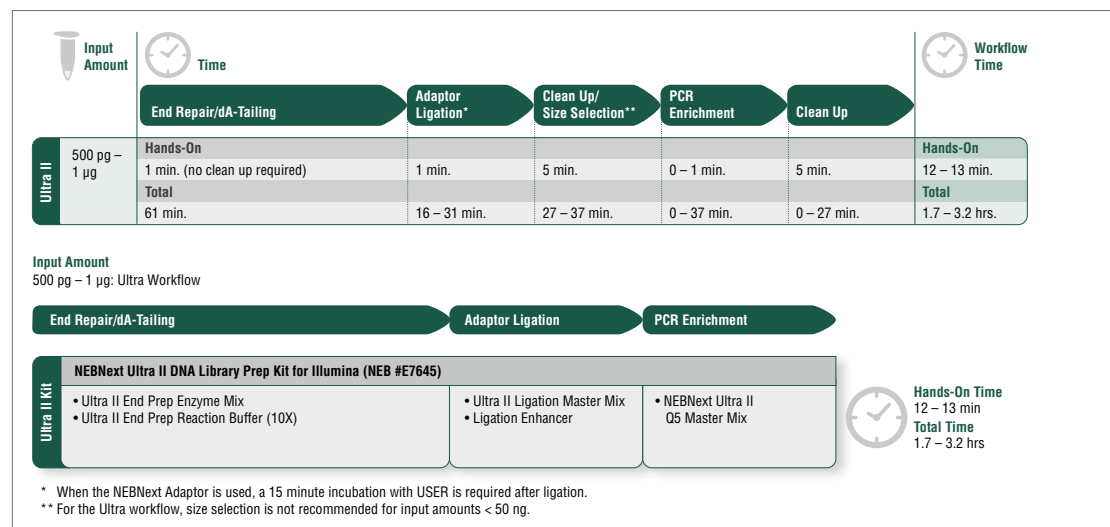 Input
Amount
Time
Workflow
Time
End Repair/dA-Tailing
Adaptor
Ligation*
Clean Up/
Size Selection**
PCR
Enrichment
Clean Up
Ultra II
500 pg –
1 µg
Hands-On
Hands-On
1 min. (no clean up required)
1 min.
5 min.
0 – 1 min.
5 min.
12 – 13 min.
Total
Total
61 min.
16 – 31 min.
27 – 37 min.
0 – 37 min.
0 – 27 min.
1.7 – 3.2 hrs.
Input Amount
500 pg – 1 µg: Ultra Workflow
End Repair/dA-Tailing
Adaptor Ligation
PCR Enrichment
Ultra II Kit
NEBNext Ultra II DNA Library Prep Kit for Illumina (NEB #E7645)
• Ultra II End Prep Enzyme Mix
• Ultra II End Prep Reaction Buffer (10X)
• Ultra II Ligation Master Mix
• Ligation Enhancer
• NEBNext Ultra II
Q5 Master Mix
Hands-On Time
12 – 13 min
Total Time
1.7 – 3.2 hrs
* When the NEBNext Adaptor is used, a 15 minute incubation with USER is required after ligation.
** For the Ultra workflow, size selection is not recommended for input amounts < 50 ng.